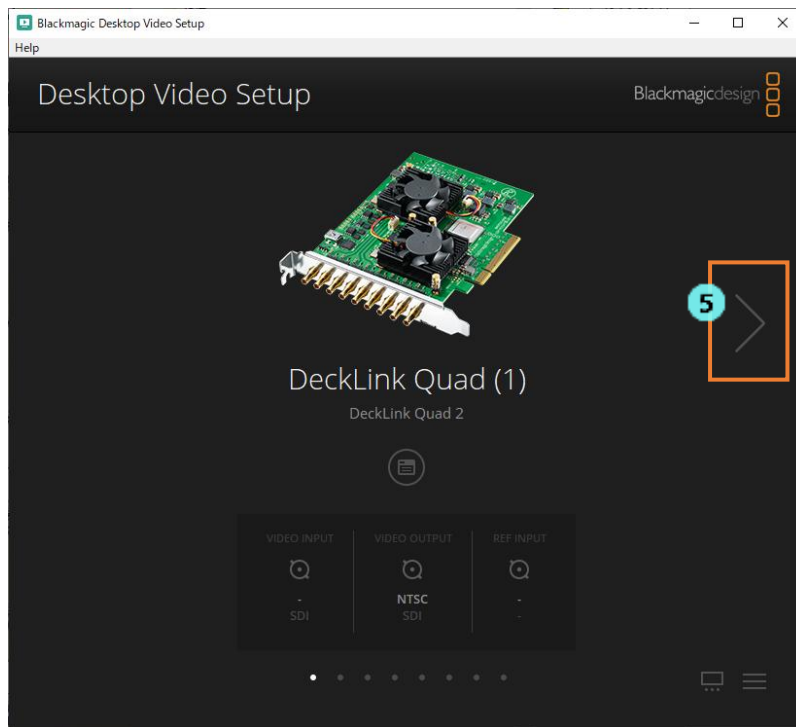 Blackmagic Desktop Video Setup
Help
Desktop Video Setup
Blackmagicdesign
5
DeckLink Quad (1)
DeckLink Quad 2
VIDEO INPUT VIDEO OUTPUT REF INPUT
- NTSC -
SDI SDI -